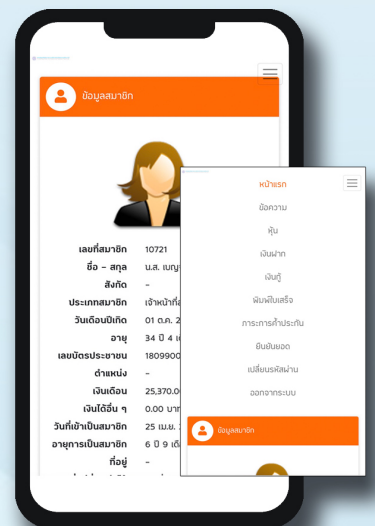 ข้อมูลสมาชิก
เลขที่สมาชิก 10721
ชื่อ - สกุล น.ส.
สังกัด -
ประเภทสมาชิก
วันเดือนปีเกิด 01 ต.ค. 2
อายุ 34 ปี 4
เลขบัตรประชาชน 1809900
ตำแหน่ง -
เงินเดือน 25,370.0
เงินได้อื่น ๆ 0.00 บาท
วันที่เข้าเป็นสมาชิก 25 เม.ย.
อายุการเป็นสมาชิก 6 ปี 9
ที่อยู่ -
หน้าแรก
ข้อความ
หุ้น
เงินฝาก
เงินกู้
พิมพ์ใบเสร็จ
ภาระการค้ำประกัน
ยืนยันยอด
เปลี่ยนรหัสผ่าน
ออกจากระบบ
ข้อมูลสมาชิก